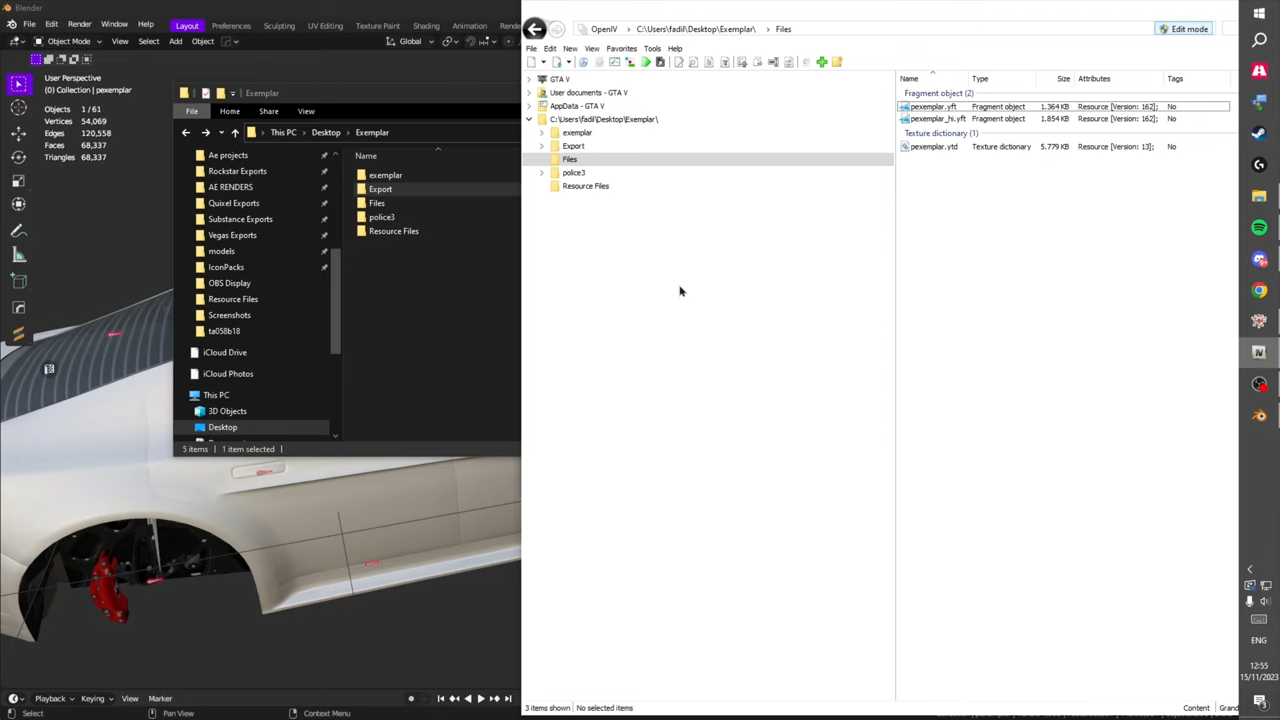 Blender
Edit Render Window Help Layout Modeling Sculpting UV Editing Texture Paint Shading Animation
Object Mode View Select Add Object Global
User Perspective
(0) Collection | pexemplar
Objects 1 / 61
Vertices 54,069
Edges 120,558
Faces 68,337
Triangles 68,337
Exemplar
File Home Share View
This PC Desktop Exemplar
Ae projects
Rockstar Exports
AE RENDERS
Quixel Exports
Substance Exports
Vegas Exports
models
IconPacks
OBS Display
Resource Files
Screenshots
ta058b18
iCloud Drive
iCloud Photos
This PC
3D Objects
Desktop
Name
exemplar
Export
Files
police3
Resource Files
5 items 1 item selected
Playback Keying View Marker
Select Pan View Context Menu
OpenIV C:\Users\fadil\Desktop\Exemplar\ Files Edit mode
File Edit New View Favorites Tools Help
GTA V
User documents - GTA V
AppData - GTA V
C:\Users\fadil\Desktop\Exemplar\
exemplar
Export
Files
police3
Resource Files
Name Type Size Attributes Tags
Fragment object (2)
pexemplar.yft Fragment object 1.364 KB Resource [Version: 162]; No
pexemplar_hi.yft Fragment object 1.854 KB Resource [Version: 162]; No
Texture dictionary (1)
pexemplar.ytd Texture dictionary 5.779 KB Resource [Version: 13]; No
3 items shown No selected items Content Grand
ENG
12:55
15/11/2023